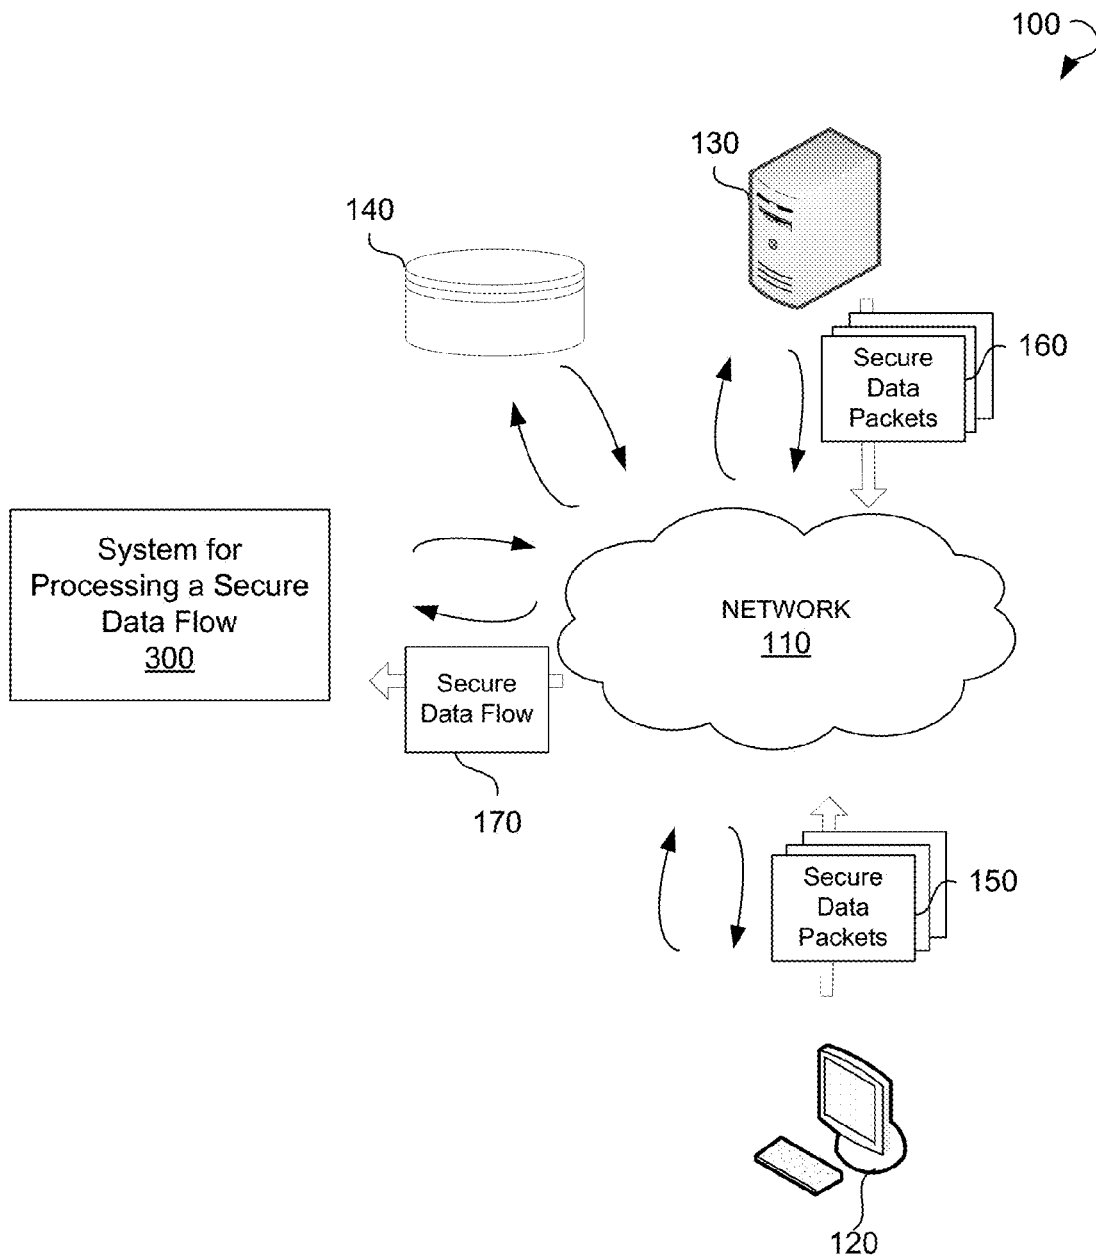 100
130
140
160
Secure
Data
Packets
System for
Processing a Secure
Data Flow
300
NETWORK
110
Secure
Data Flow
170
150
Secure
Data
Packets
120